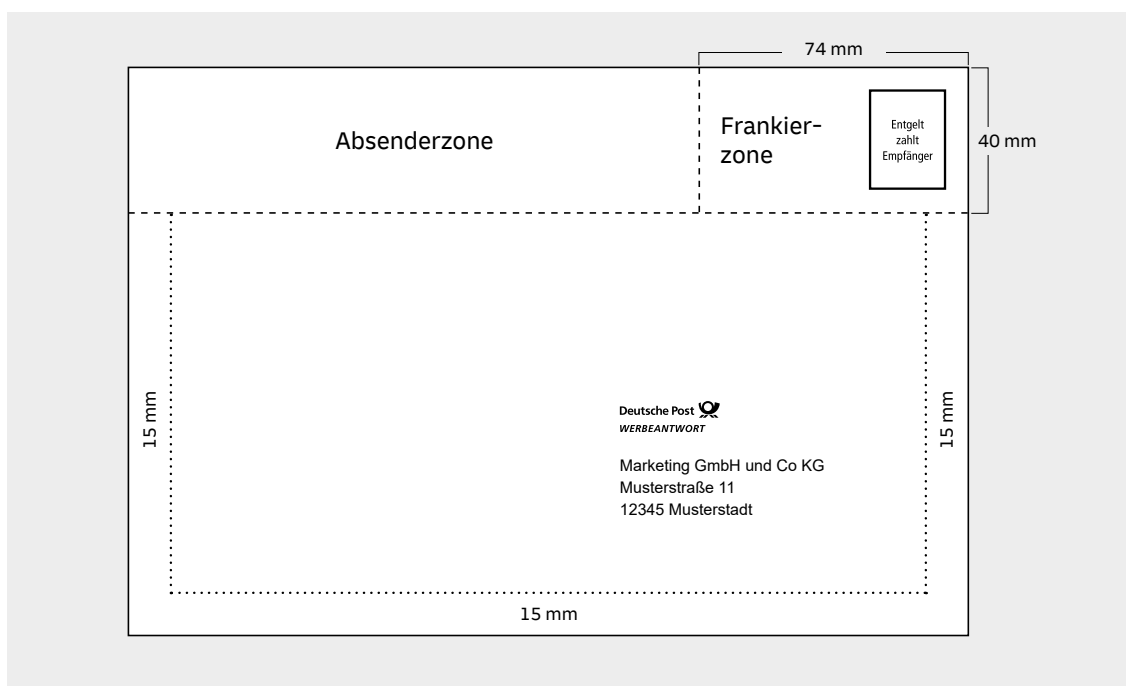 74 mm
Absenderzone
Frankier-
zone
Entgelt
zahlt
Empfänger
40 mm
15 mm
15 mm
Deutsche Post
WERBEANTWORT
Marketing GmbH und Co KG
Musterstraße 11
12345 Musterstadt
15 mm